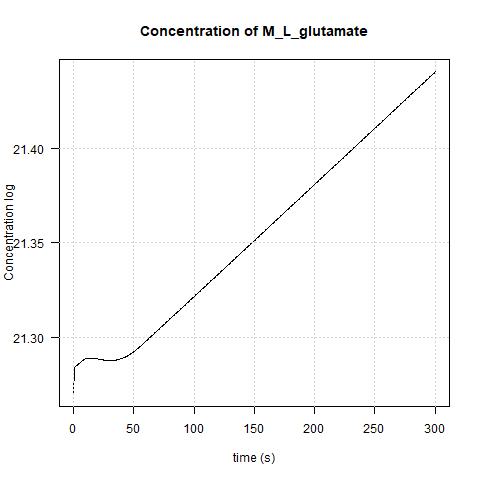 Concentration of M_L_glutamate
21.40
21.35
21.30
Concentration log
0 50 100 150 200 250 300
time (s)